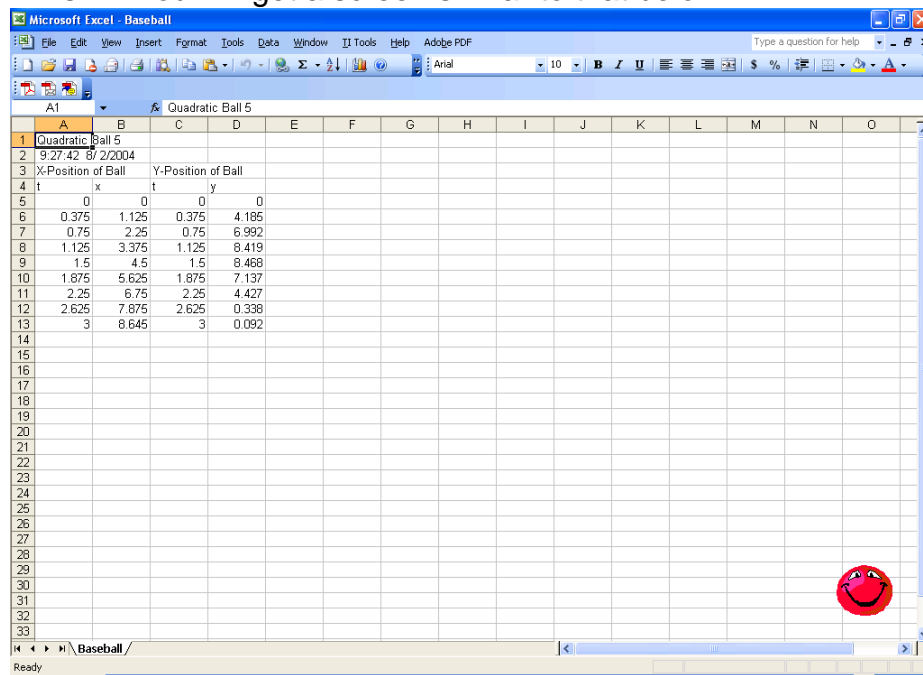 Microsoft Excel - Baseball
File Edit View Insert Format Tools Data Window TI Tools Help Adobe PDF Type a question for help
Arial 10 B I U $ %
A1 fx Quadratic Ball 5
A B C D E F G H I J K L M N O
1 Quadratic Ball 5
2 9:27:42 8/ 2/2004
3 X-Position of Ball Y-Position of Ball
4 t x t y
5 0 0 0 0
6 0.375 1.125 0.375 4.185
7 0.75 2.25 0.75 6.992
8 1.125 3.375 1.125 8.419
9 1.5 4.5 1.5 8.468
10 1.875 5.625 1.875 7.137
11 2.25 6.75 2.25 4.427
12 2.625 7.875 2.625 0.338
13 3 8.645 3 0.092
14
15
16
17
18
19
20
21
22
23
24
25
26
27
28
29
30
31
32
33
Baseball
Ready